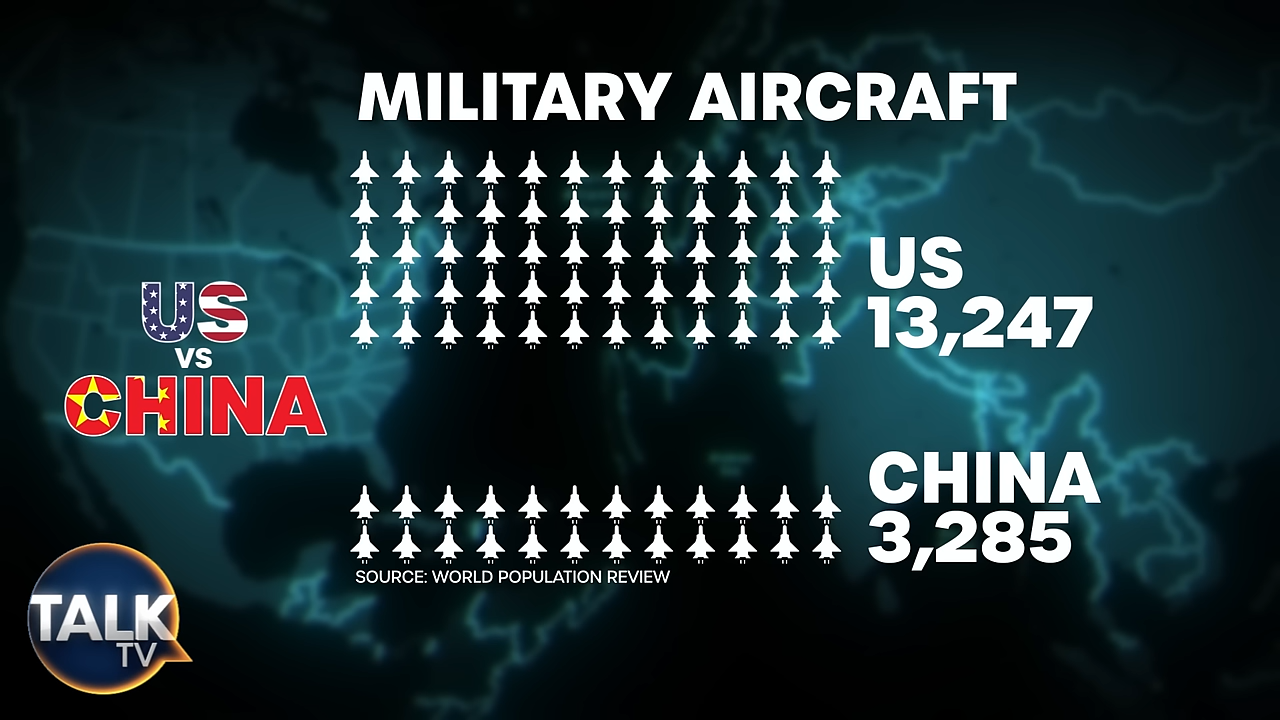 MILITARY AIRCRAFT
US
13,247
US
VS
CHINA
CHINA
3,285
SOURCE: WORLD POPULATION REVIEW
TALK
TV